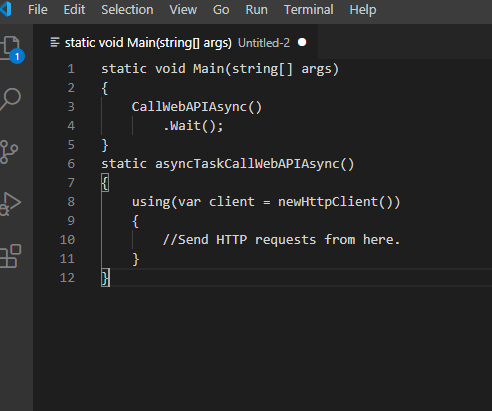 File Edit Selection View Go Run Terminal Help
static void Main(string[] args) Untitled-2
1 static void Main(string[] args)
2 {
3 CallWebAPIAsync()
4 .Wait();
5 }
6 static asyncTaskCallWebAPIAsync()
7 {
8 using(var client = newHttpClient())
9 {
10 //Send HTTP requests from here.
11 }
12 }
1